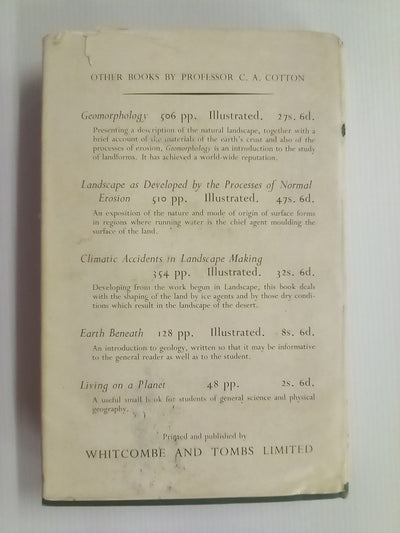 OTHER BOOKS BY PROFESSOR C. A. COTTON
Geomorphology 506 pp. Illustrated. 27s. 6d.
Presenting a description of the natural landscape, together with a
brief account of the materials of the earth's crust and also of the
processes of erosion, Geomorphology is an introduction to the study
of landforms. It has achieved a world-wide reputation.
Landscape as Developed by the Processes of Normal
Erosion 510 pp. Illustrated. 47s. 6d.
An exposition of the nature and mode of origin of surface forms
in regions where running water is the chief agent moulding the
surface of the land.
Climatic Accidents in Landscape Making
354 pp. Illustrated. 32s. 6d.
Developing from the work begun in Landscape, this book deals
with the shaping of the land by ice agents and by those dry condi-
tions which result in the landscape of the desert.
Earth Beneath 128 pp. Illustrated. 8s. 6d.
An introduction to geology, written so that it may be informative
to the general reader as well as to the student.
Living on a Planet 48 pp. 2s. 6d.
A useful small book for students of general science and physical
geography.
Printed and published by
WHITCOMBE AND TOMBS LIMITED